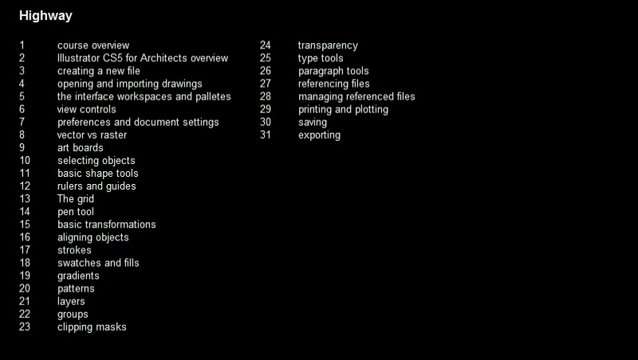 Highway
1 course overview
2 Illustrator CS5 for Architects overview
3 creating a new file
4 opening and importing drawings
5 the interface workspaces and palletes
6 view controls
7 preferences and document settings
8 vector vs raster
9 art boards
10 selecting objects
11 basic shape tools
12 rulers and guides
13 The grid
14 pen tool
15 basic transformations
16 aligning objects
17 strokes
18 swatches and fills
19 gradients
20 patterns
21 layers
22 groups
23 clipping masks
24 transparency
25 type tools
26 paragraph tools
27 referencing files
28 managing referenced files
29 printing and plotting
30 saving
31 exporting